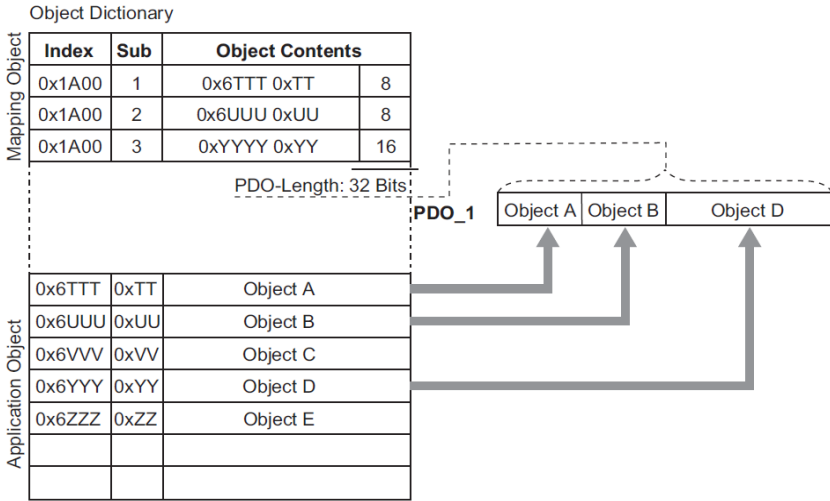 Object Dictionary
Mapping Object
Index Sub Object Contents
0x1A00 1 0x6TTT 0xTT 8
0x1A00 2 0x6UUU 0xUU 8
0x1A00 3 0xYYYY 0xYY 16
PDO-Length: 32 Bits
PDO_1 Object A Object B Object D
Application Object
0x6TTT 0xTT Object A
0x6UUU 0xUU Object B
0x6VVV 0xVV Object C
0x6YYY 0xYY Object D
0x6ZZZ 0xZZ Object E